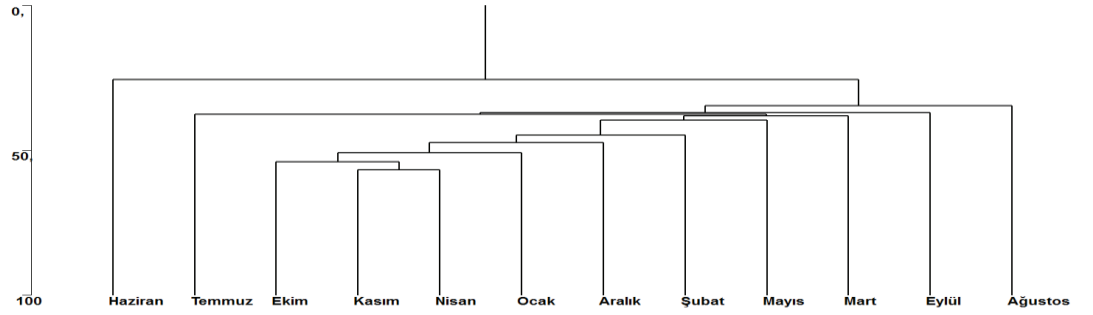 0,
50,
100
Haziran Temmuz Ekim Kasım Nisan Ocak Aralık Şubat Mayıs Mart Eylül Ağustos